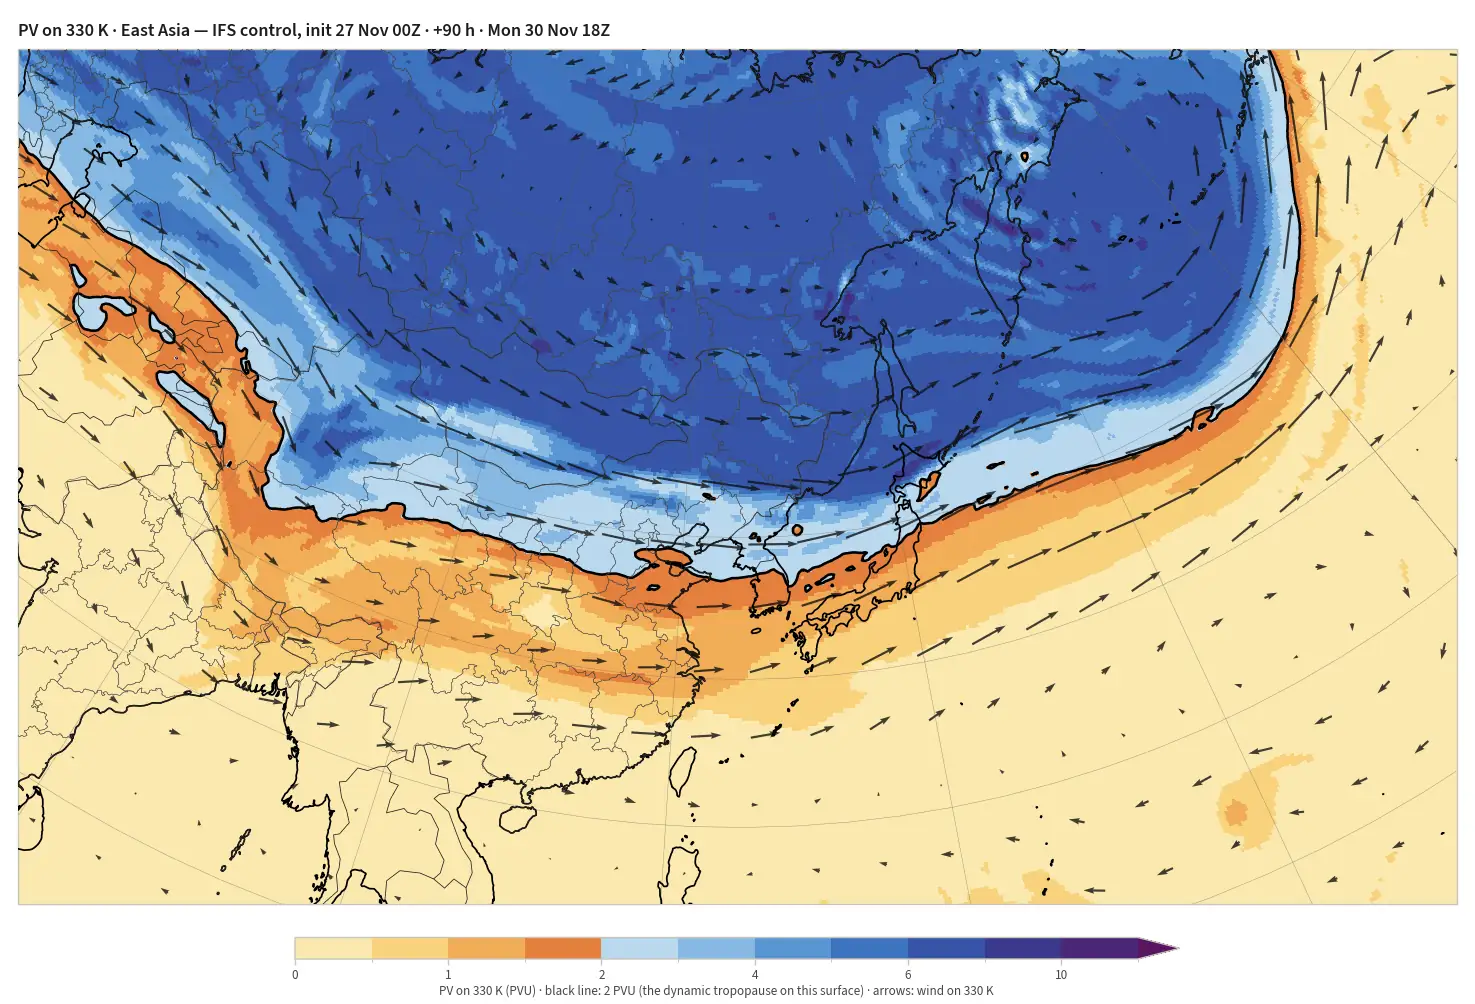 PV on 330 K · East Asia — IFS control, init 27 Nov 00Z · +90 h · Mon 30 Nov 18Z
0 1 2 4 6 10
PV on 330 K (PVU) · black line: 2 PVU (the dynamic tropopause on this surface) · arrows: wind on 330 K